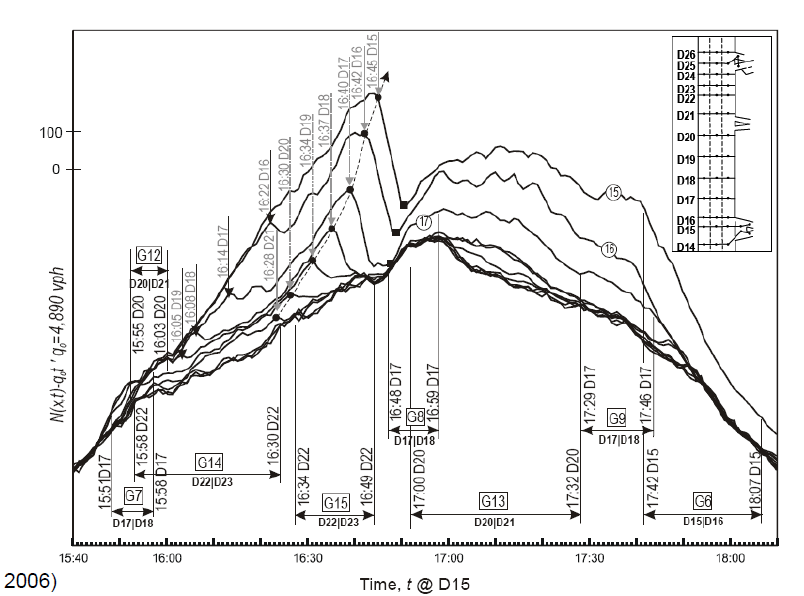 100
0
N(x,t)-q₀t ' q₀=4,890 vph
15:40
16:00
16:30
17:00
17:30
18:00
Time, t @ D15
2006)
G12
D20|D21
15:55 D20
16:03 D20
16:05 D19
16:08 D18
16:14 D17
16:22 D16
16:28 D21
16:30 D20
16:34 D19
16:37 D18
16:40 D17
16:42 D16
16:45 D15
15
16
17
15:51 D17
15:58 D22
15:58 D17
G7
D17|D18
G14
D22|D23
16:30 D22
16:34 D22
G15
D22|D23
16:49 D22
16:48 D17
G8
D17|D18
16:59 D17
17:00 D20
G13
D20|D21
17:32 D20
17:29 D17
G9
D17|D18
17:46 D17
17:42 D15
G6
D15|D16
18:07 D15
D26
D25
D24
D23
D22
D21
D20
D19
D18
D17
D16
D15
D14